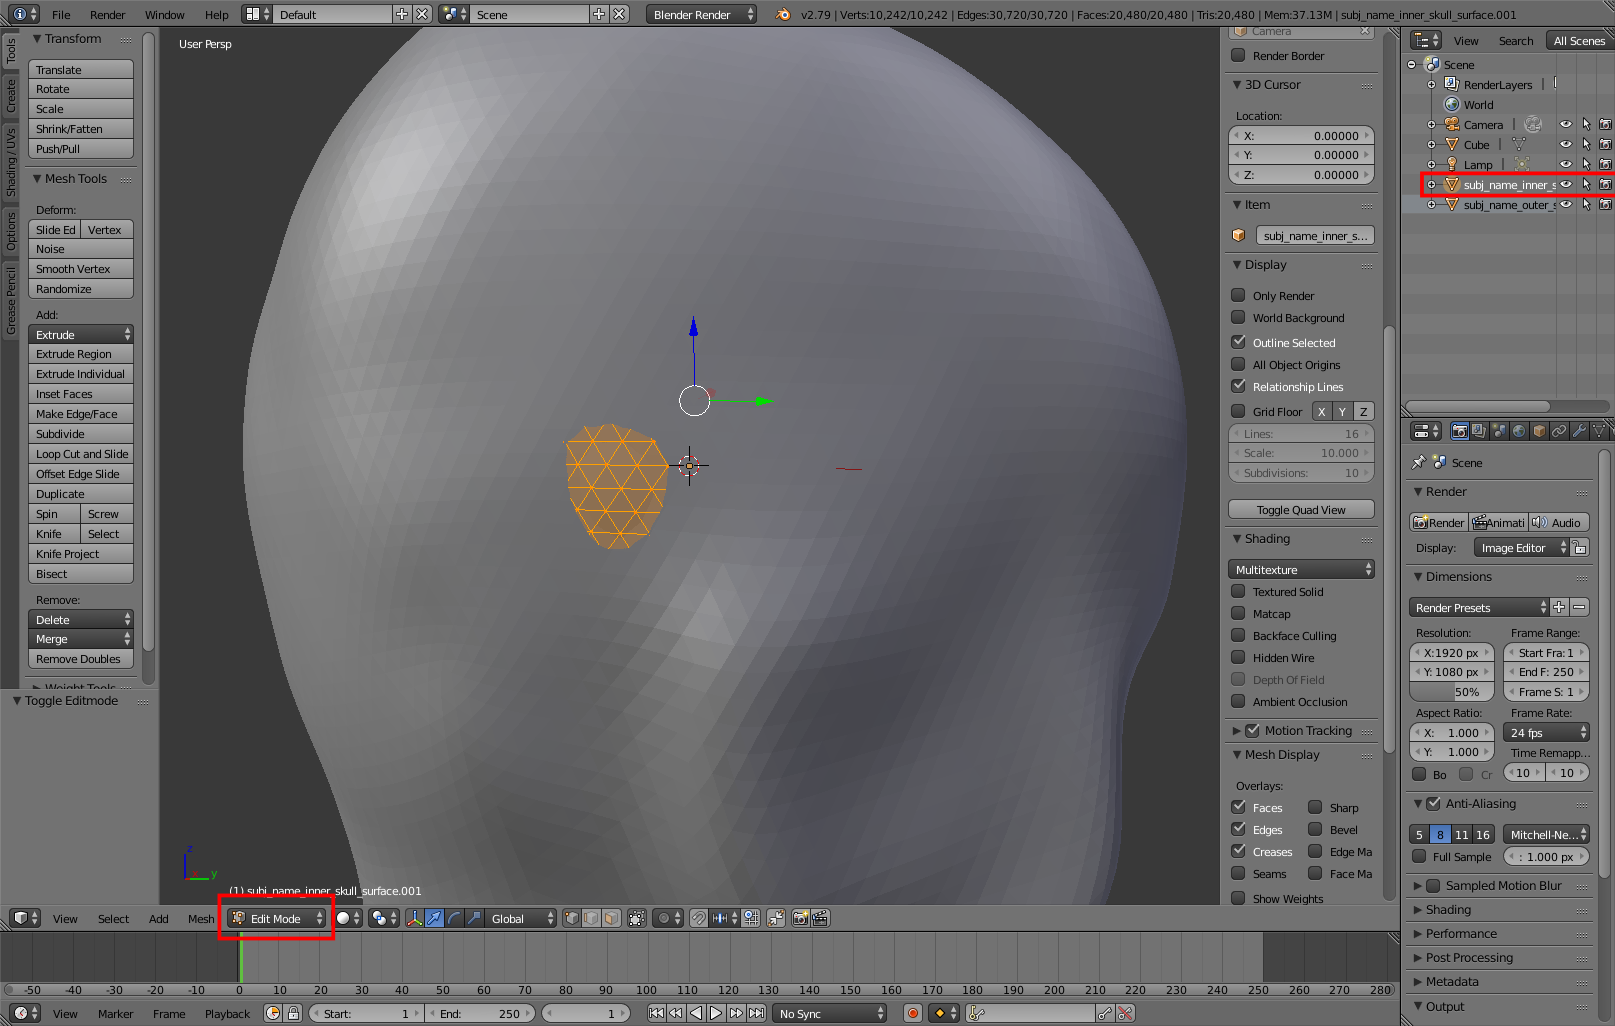 File Render Window Help Default Scene Blender Render v2.79 | Verts:10,242/10,242 | Edges:30,720/30,720 | Faces:20,480/20,480 | Tris:20,480 | Mem:37.13M | subj_name_inner_skull_surface.001
Tools
Create
Shading / UVs
Options
Grease Pencil
Transform
Translate
Rotate
Scale
Shrink/Fatten
Push/Pull
Mesh Tools
Deform:
Slide Ed Vertex
Noise
Smooth Vertex
Randomize
Add:
Extrude
Extrude Region
Extrude Individual
Inset Faces
Make Edge/Face
Subdivide
Loop Cut and Slide
Offset Edge Slide
Duplicate
Spin Screw
Knife Select
Knife Project
Bisect
Remove:
Delete
Merge
Remove Doubles
Weight Tools
Toggle Editmode
User Persp
z
y
(1) subj_name_inner_skull_surface.001
Camera
Render Border
3D Cursor
Location:
X: 0.00000
Y: 0.00000
Z: 0.00000
Item
subj_name_inner_s...
Display
Only Render
World Background
Outline Selected
All Object Origins
Relationship Lines
Grid Floor X Y Z
Lines: 16
Scale: 10.000
Subdivisions: 10
Toggle Quad View
Shading
Multitexture
Textured Solid
Matcap
Backface Culling
Hidden Wire
Depth Of Field
Ambient Occlusion
Motion Tracking
Mesh Display
Overlays:
Faces Sharp
Edges Bevel
Creases Edge Ma
Seams Face Ma
Show Weights
View Search All Scenes
Scene
RenderLayers
World
Camera
Cube
Lamp
subj_name_inner_s
subj_name_outer_s
Scene
Render
Render Animati Audio
Display: Image Editor
Dimensions
Render Presets
Resolution: Frame Range:
X:1920 px Start Fra:1
Y: 1080 px End F: 250
50% Frame S: 1
Aspect Ratio: Frame Rate:
X: 1.000 24 fps
Y: 1.000 Time Remapp...
Bo Cr 10 10
Anti-Aliasing
5 8 11 16 Mitchell-Ne...
Full Sample : 1.000 px
Sampled Motion Blur
Shading
Performance
Post Processing
Metadata
Output
View Select Add Mesh Edit Mode Global
-50 -40 -30 -20 -10 0 10 20 30 40 50 60 70 80 90 100 110 120 130 140 150 160 170 180 190 200 210 220 230 240 250 260 270 280
View Marker Frame Playback Start: 1 End: 250 1 No Sync